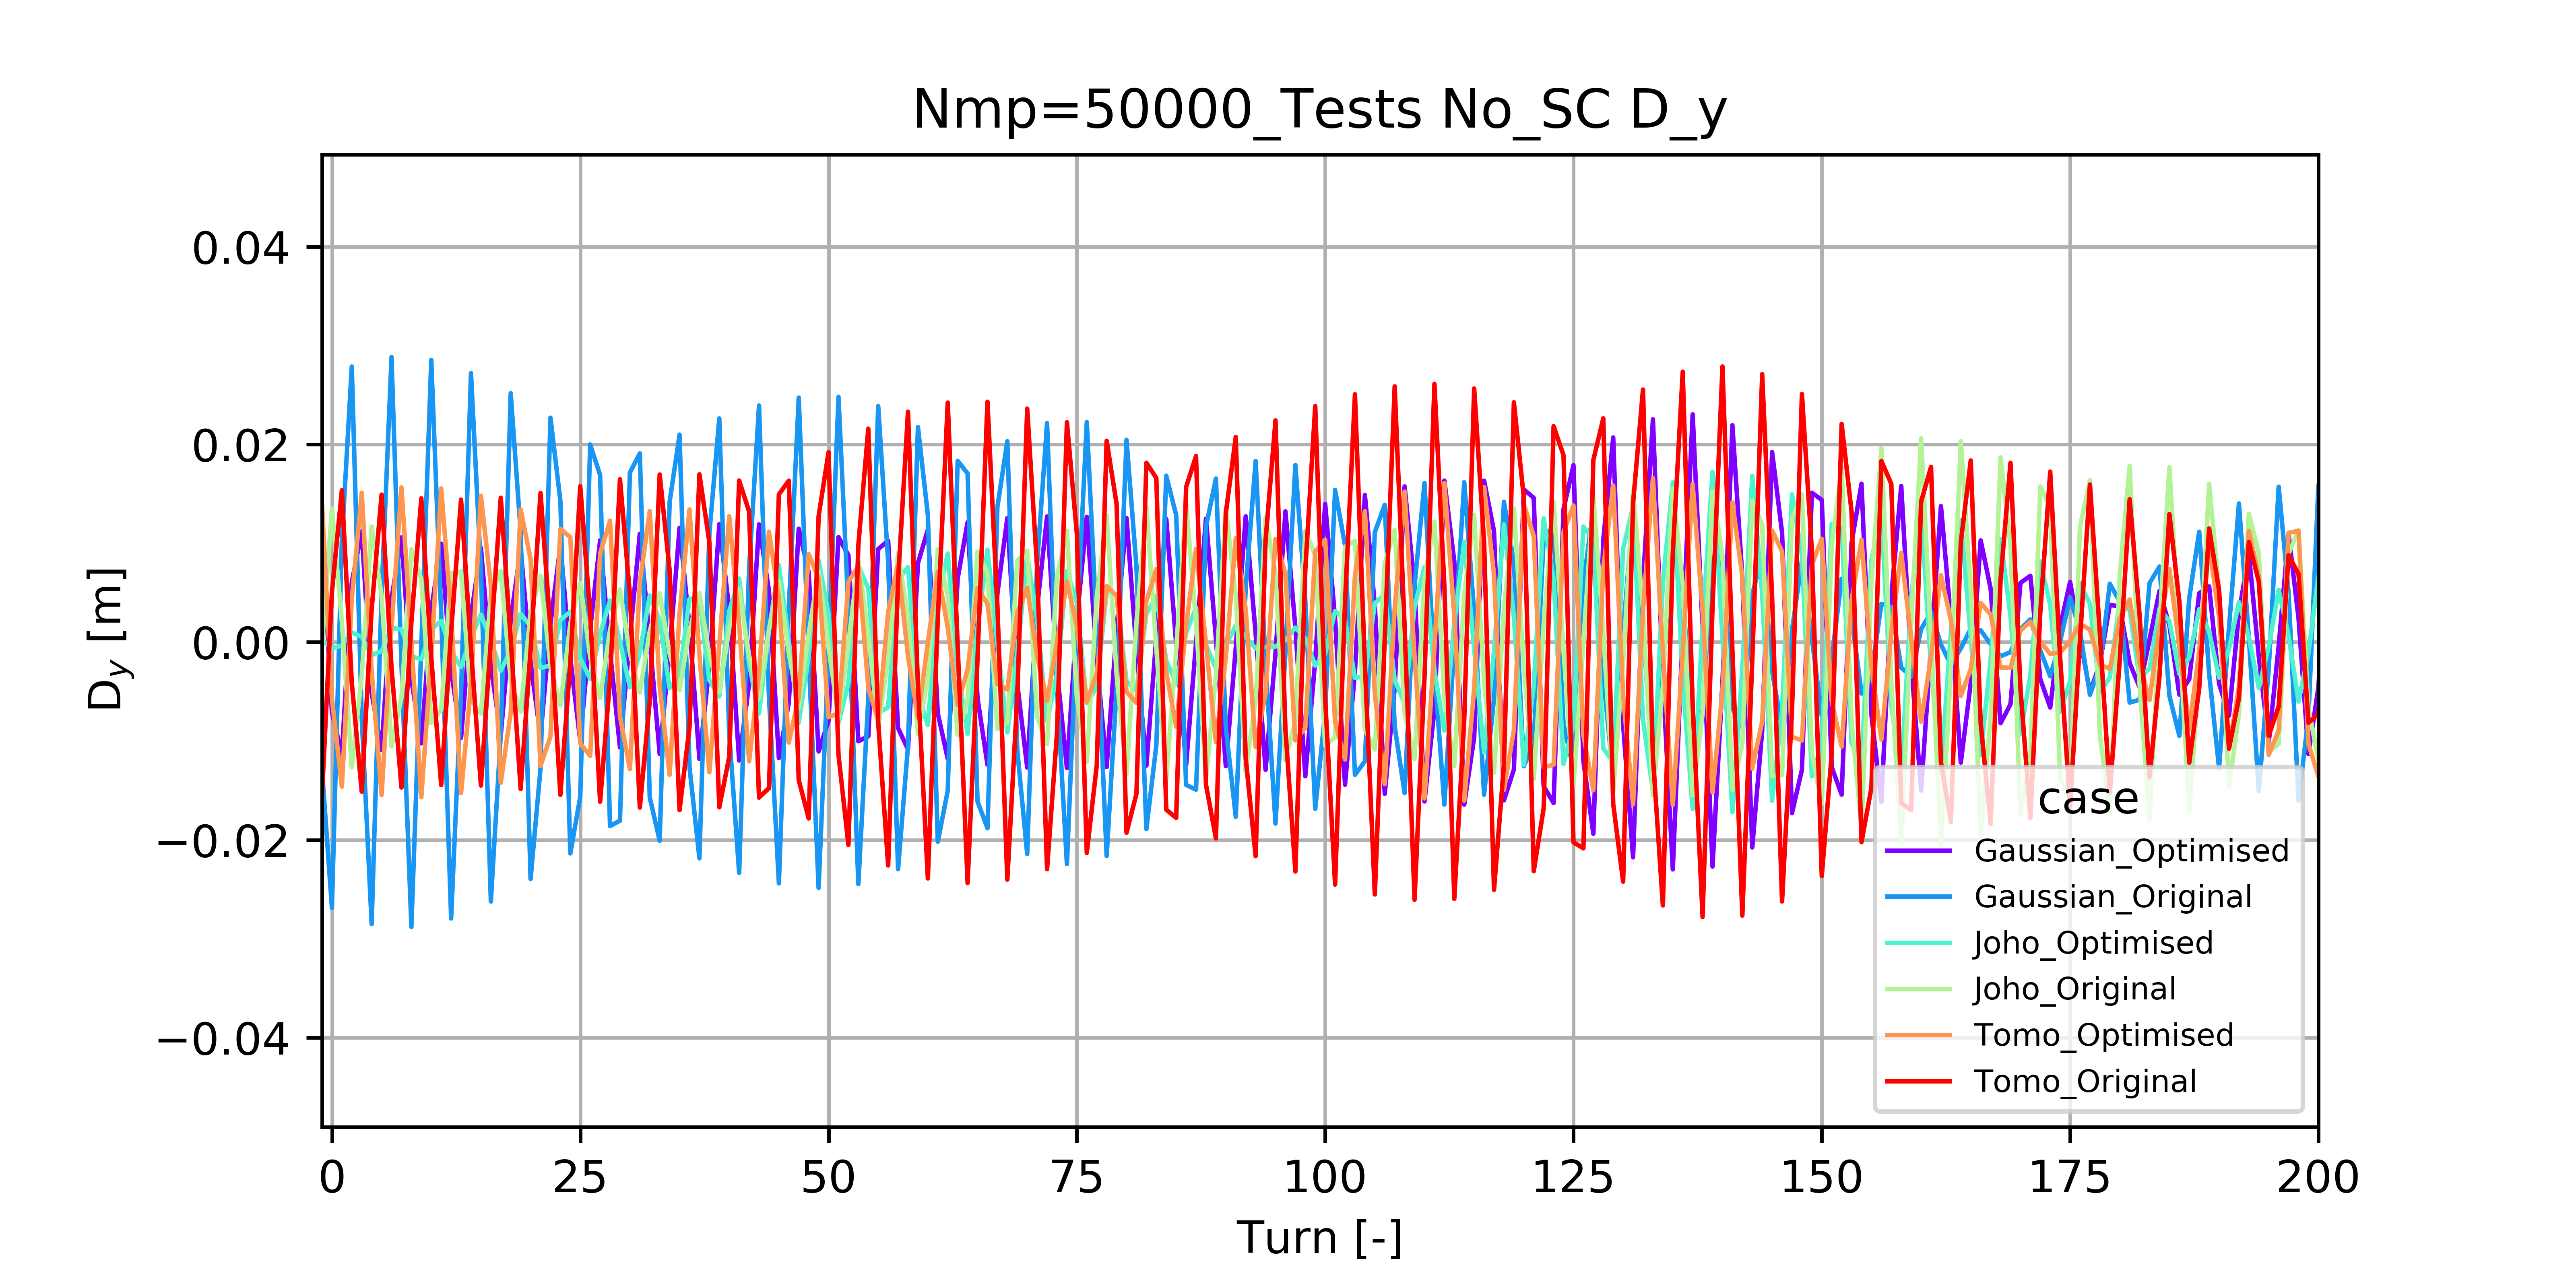 Nmp=50000_Tests No_SC D_y
D_y [m]
0.04
0.02
0.00
−0.02
−0.04
case
Gaussian_Optimised
Gaussian_Original
Joho_Optimised
Joho_Original
Tomo_Optimised
Tomo_Original
0 25 50 75 100 125 150 175 200
Turn [-]